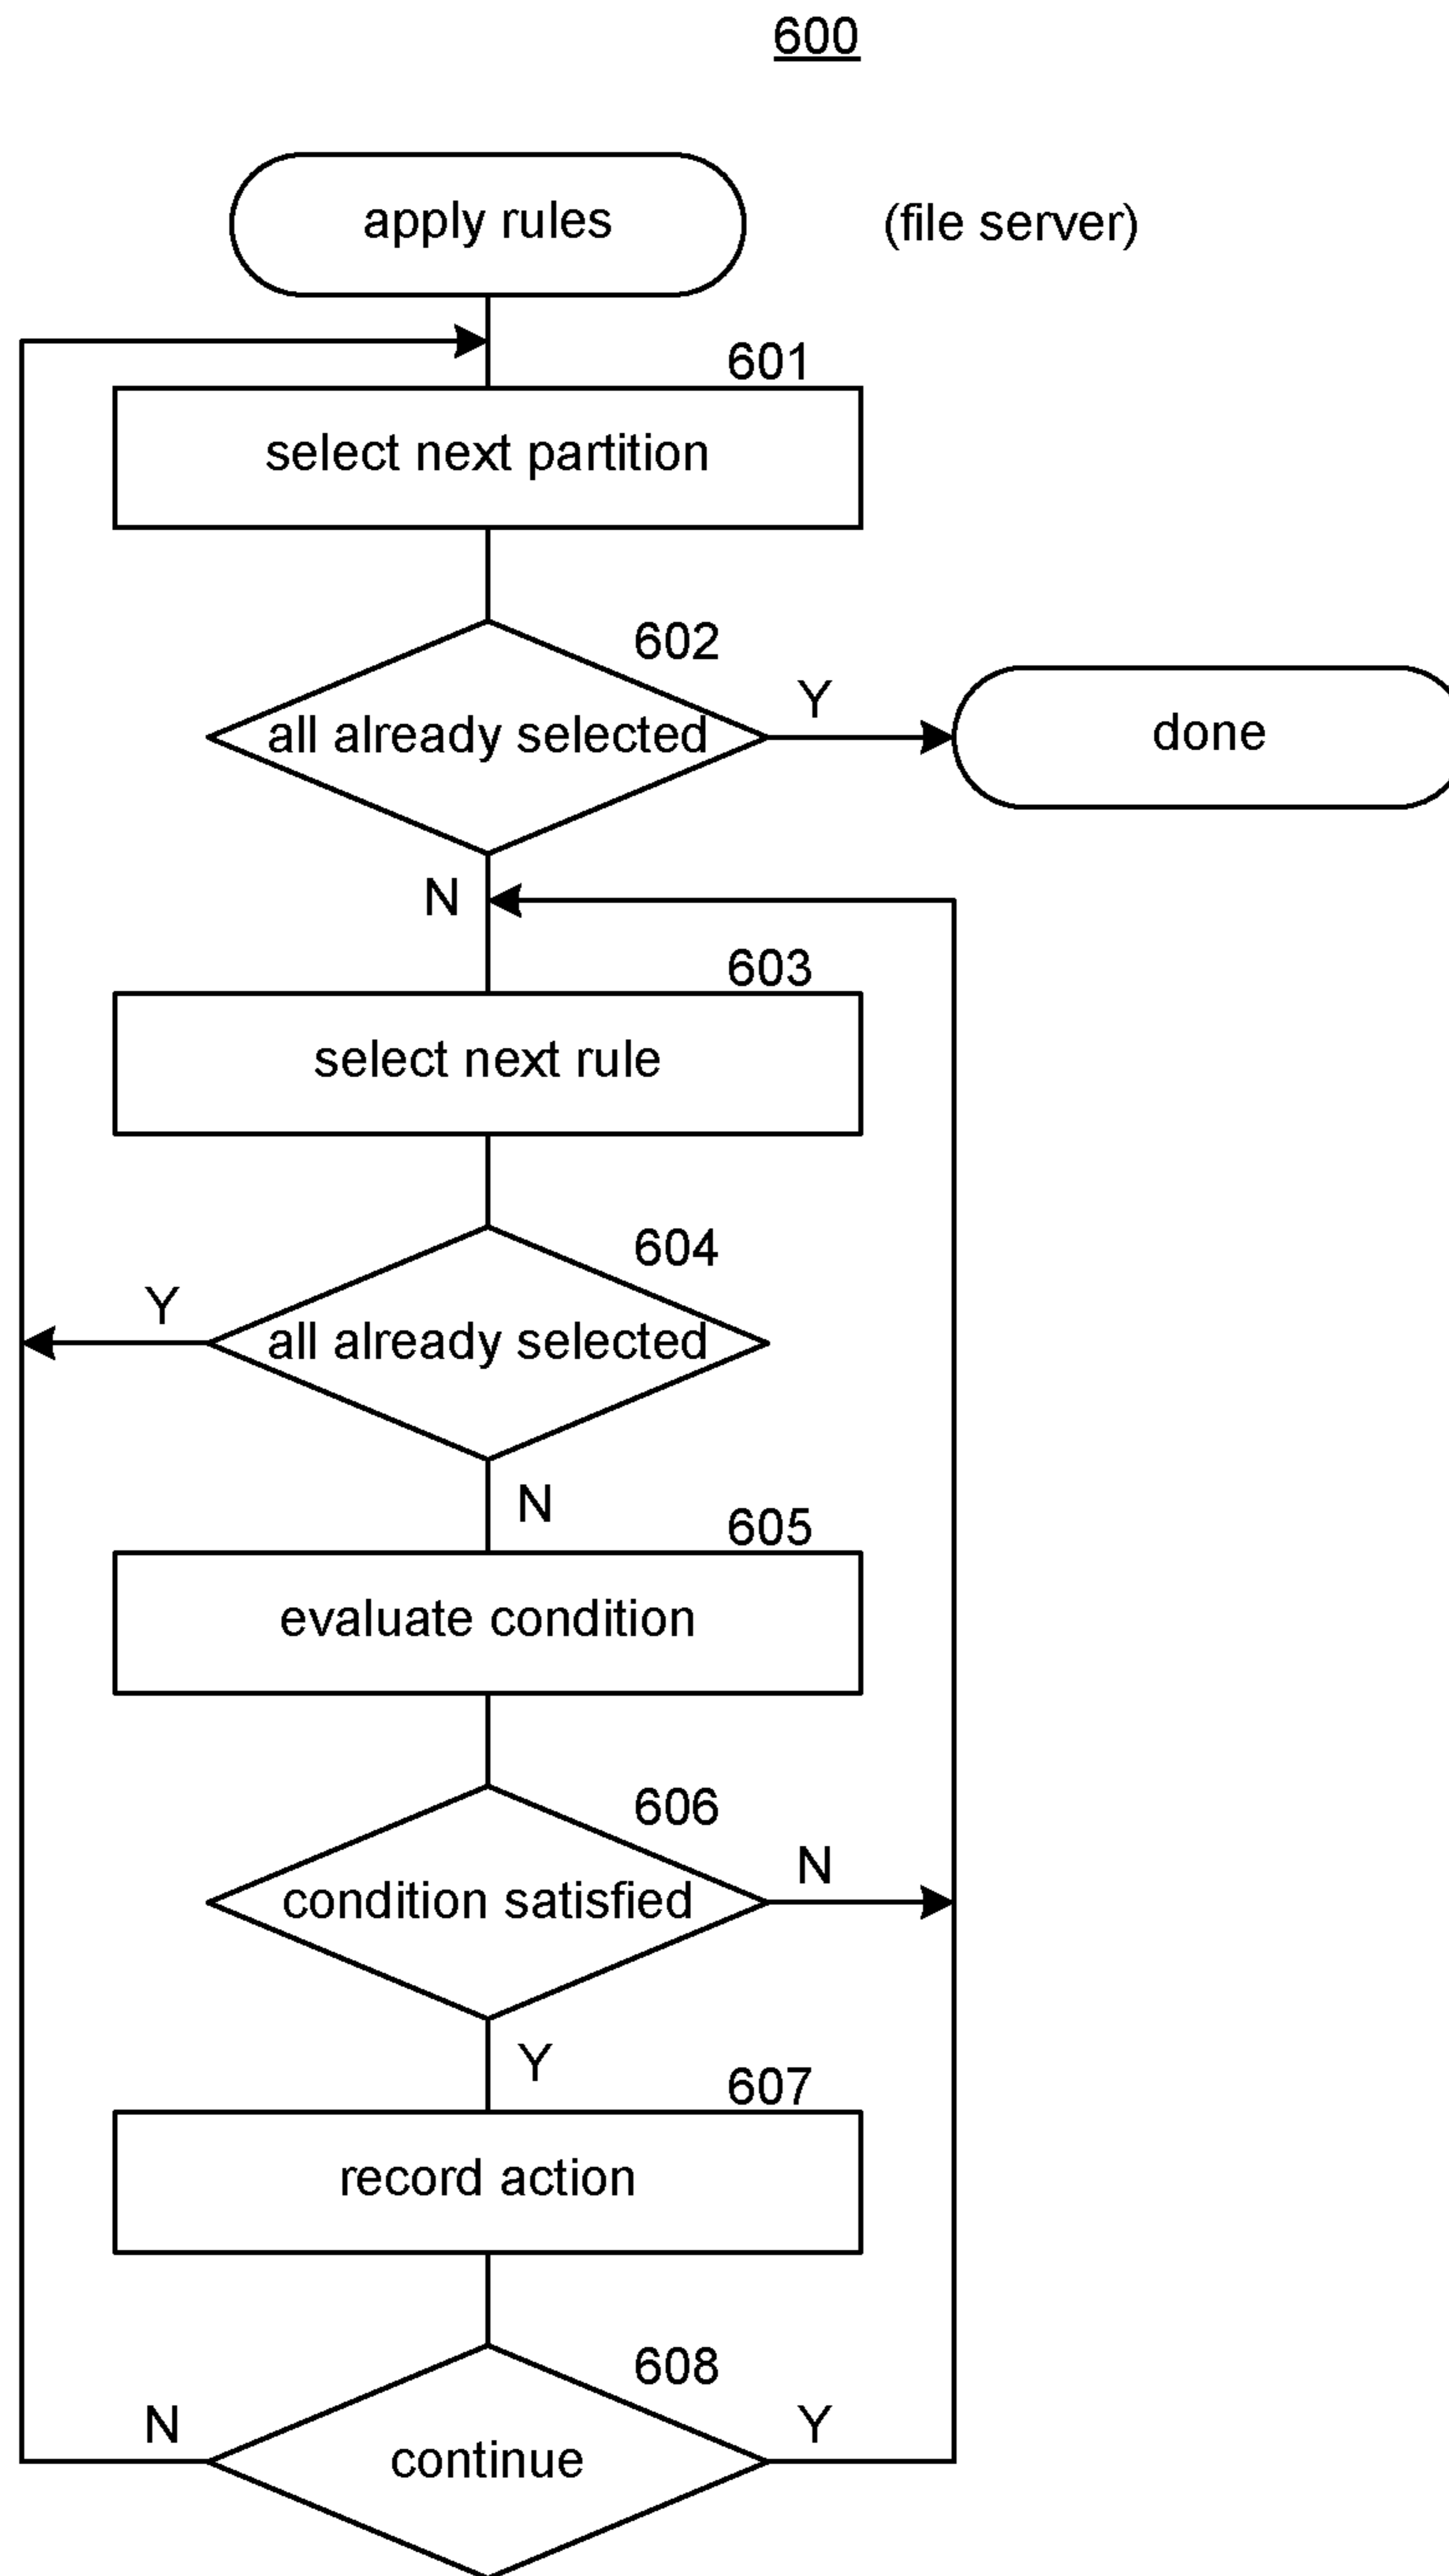 600
apply rules
(file server)
601
select next partition
602
all already selected
Y
done
N
603
select next rule
604
all already selected
Y
N
605
evaluate condition
606
condition satisfied
N
Y
607
record action
608
continue
N
Y